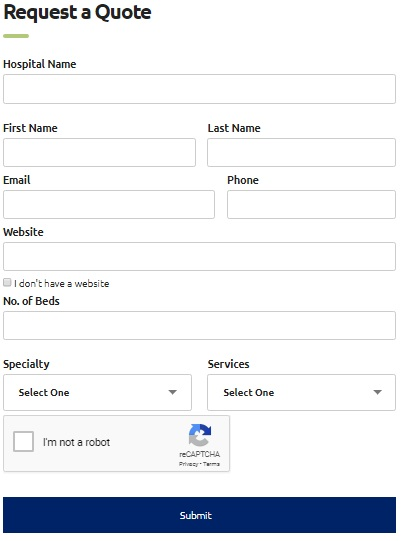 Request a Quote
Hospital Name
First Name Last Name
Email Phone
Website
I don't have a website
No. of Beds
Specialty Services
Select One Select One
I'm not a robot
reCAPTCHA
Privacy - Terms
Submit